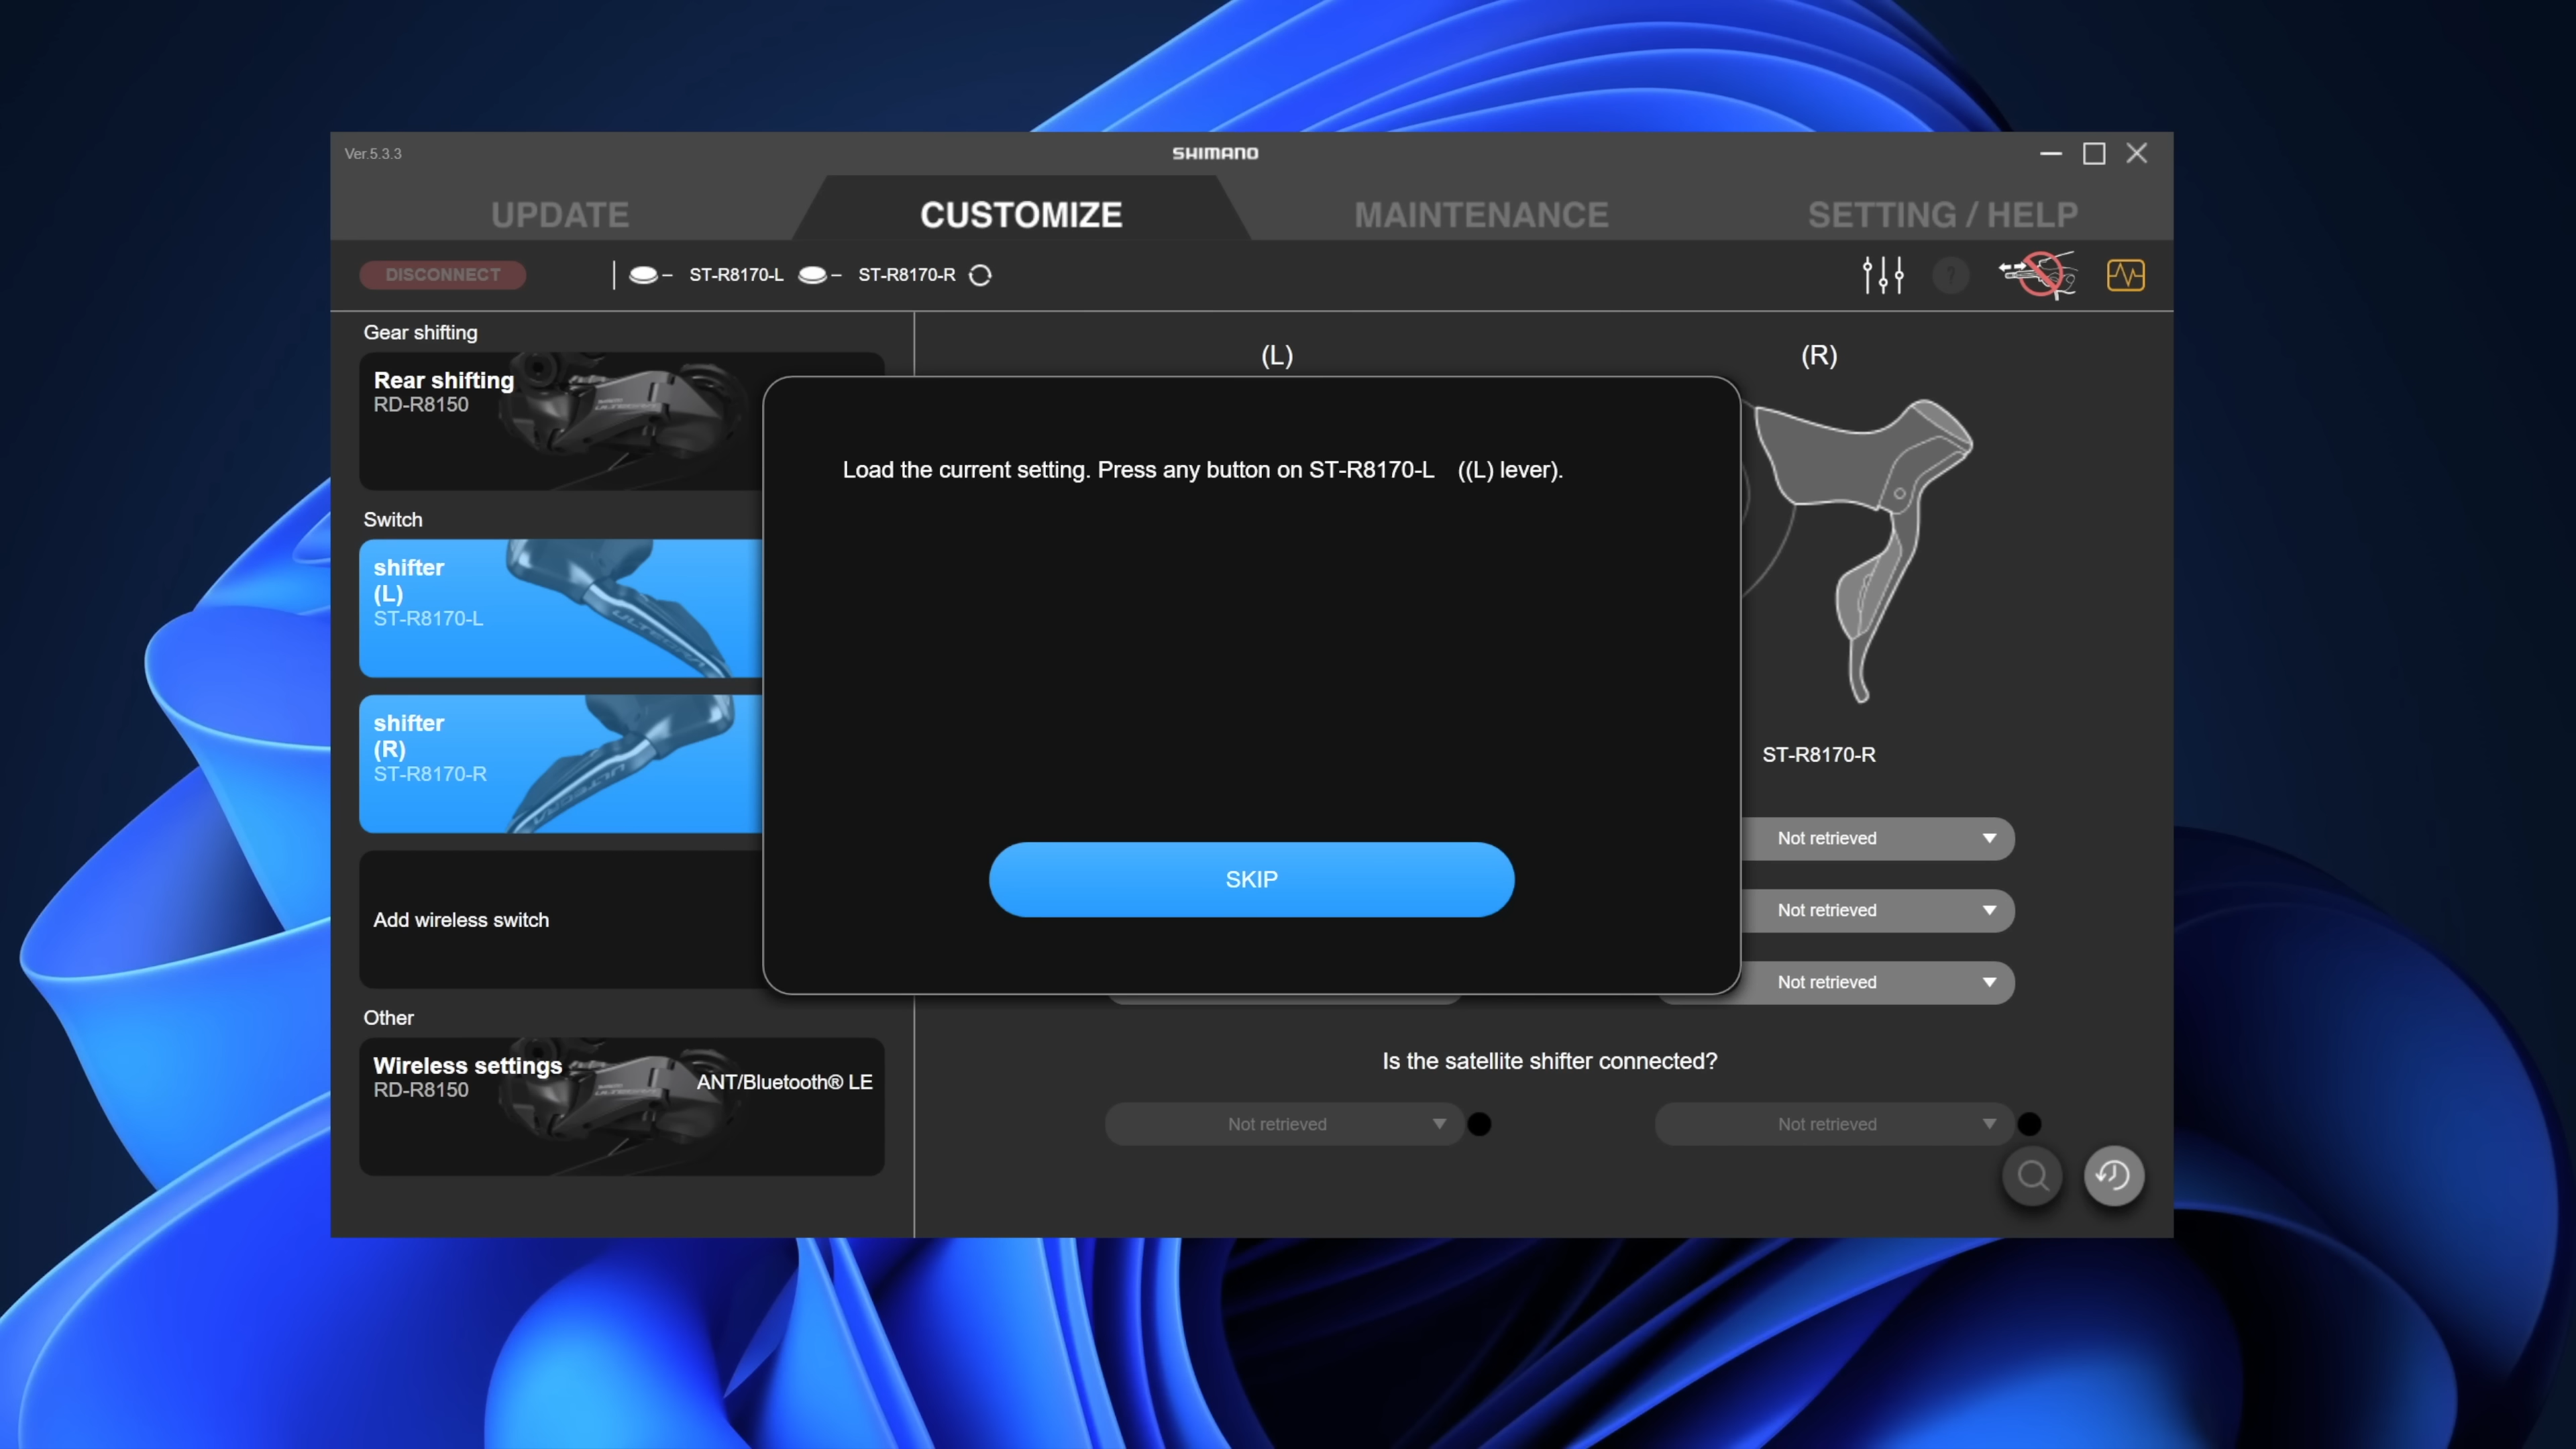 Ver.5.3.3
SHIMANO
UPDATE
CUSTOMIZE
MAINTENANCE
SETTING / HELP
DISCONNECT
ST-R8170-L
ST-R8170-R
?
Gear shifting
Rear shifting
RD-R8150
Switch
shifter
(L)
ST-R8170-L
ULTEGRA
shifter
(R)
ST-R8170-R
Add wireless switch
Other
Wireless settings
RD-R8150
ANT/Bluetooth® LE
(L)
(R)
Load the current setting. Press any button on ST-R8170-L ((L) lever).
SKIP
ST-R8170-R
Not retrieved
Not retrieved
Not retrieved
Is the satellite shifter connected?
Not retrieved
Not retrieved